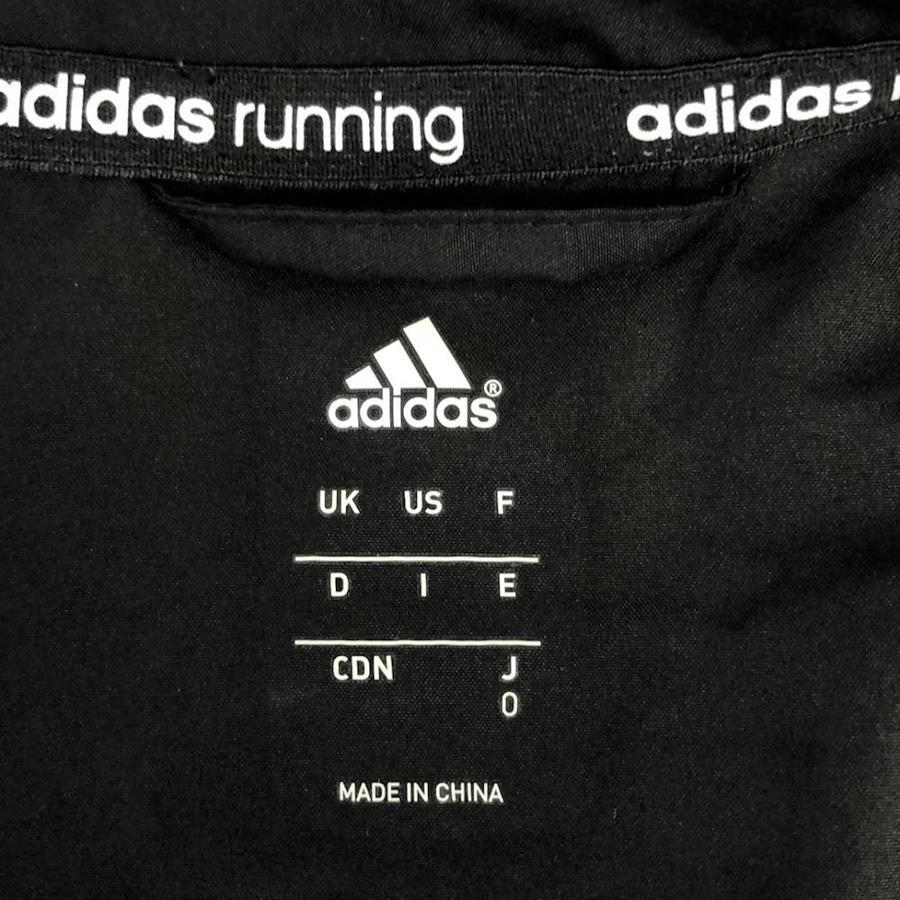 adidas running adidas
adidas®
UK US F
D I E
CDN J
O
MADE IN CHINA